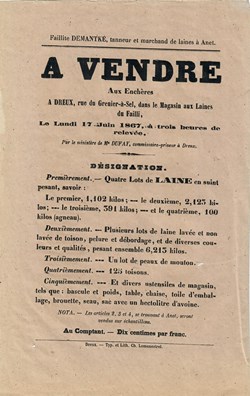 Faillite DEMANTKÉ, tanneur et marchand de laines à Anet.
A VENDRE
Aux Enchères
A DREUX, rue du Grenier-à-Sel, dans le Magasin aux Laines
du Failli,
Le Lundi 17 Juin 1867, à trois heures de
relevée,
Par le ministère de Me DUFAY, commissaire-priseur à Dreux.
DÉSIGNATION.
Premièrement. — Quatre Lots de LAINE en suint
pesant, savoir :
Le premier, 1,102 kilos; — le deuxième, 2,125 ki-
los; — le troisième, 591 kilos; — et le quatrième, 100
kilos (agneau).
Deuxièmement. — Plusieurs lots de laine lavée et non
lavée de toison, pelure et débordage, et de diverses cou-
leurs et qualités, pesant ensemble 6,215 kilos.
Troisièmement. — Un lot de peaux de mouton.
Quatrièmement. — 125 toisons.
Cinquièmement. — Et divers ustensiles de magasin,
tels que: bascule et poids, table, chaise, toile d'embal-
lage, brouette, seau, sac avec un hectolitre d'avoine.
NOTA. — Les articles 2, 3 et 4, se trouvant à Anet, seront
vendus sur échantillon.
Au Comptant. — Dix centimes par franc.
Dreux. — Typ. et Lith. Ch. Lemenestrel.